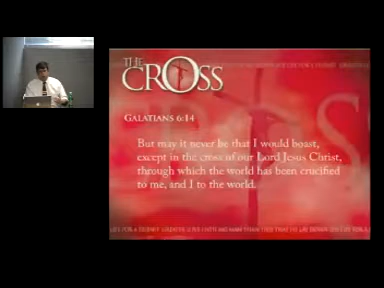 THE
CROSS
GALATIANS 6:14
But may it never be that I would boast,
except in the cross of our Lord Jesus Christ,
through which the world has been crucified
to me, and I to the world.